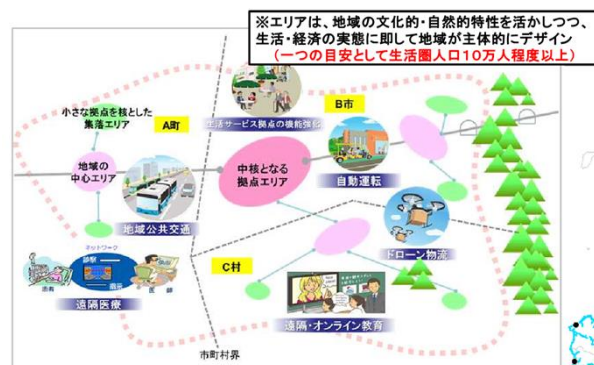 ※エリアは、地域の文化的・自然的特性を活かしつつ、
生活・経済の実態に即して地域が主体的にデザイン
(一つの目安として生活圏人口10万人程度以上)
小さな拠点を核とした
集落エリア
A町
生活サービス拠点の機能強化
B市
地域の
中心エリア
中核となる
拠点エリア
自動運転
地域公共交通
ドローン物流
ネットワーク
診察
患者
医師
遠隔医療
C村
遠隔・オンライン教育
市町村界